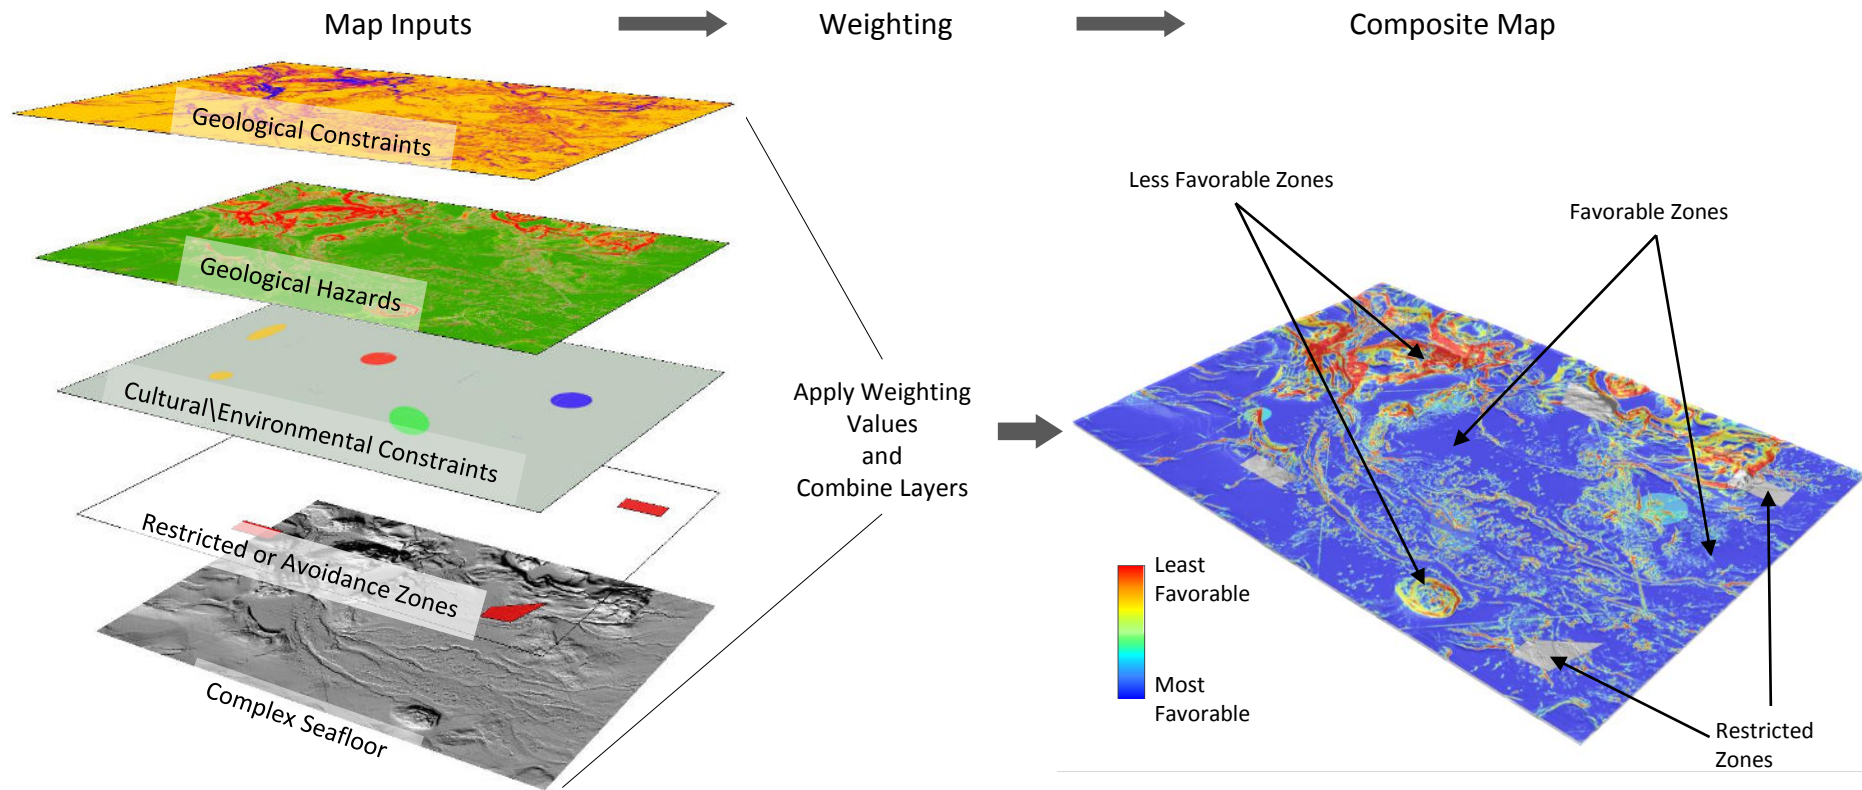 Map Inputs
Weighting
Composite Map
Geological Constraints
Geological Hazards
Cultural\Environmental Constraints
Restricted or Avoidance Zones
Complex Seafloor
Apply Weighting
Values
and
Combine Layers
Less Favorable Zones
Favorable Zones
Least
Favorable
Most
Favorable
Restricted
Zones